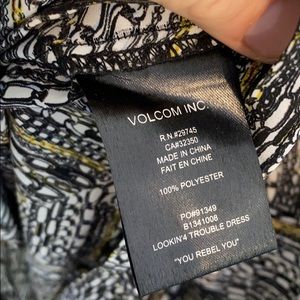 VOLCOM INC.
R.N.#29745
CA#32350
MADE IN CHINA
FAIT EN CHINE
100% POLYESTER
PO#91349
B1341008
LOOKIN'4 TROUBLE DRESS
"YOU REBEL YOU"